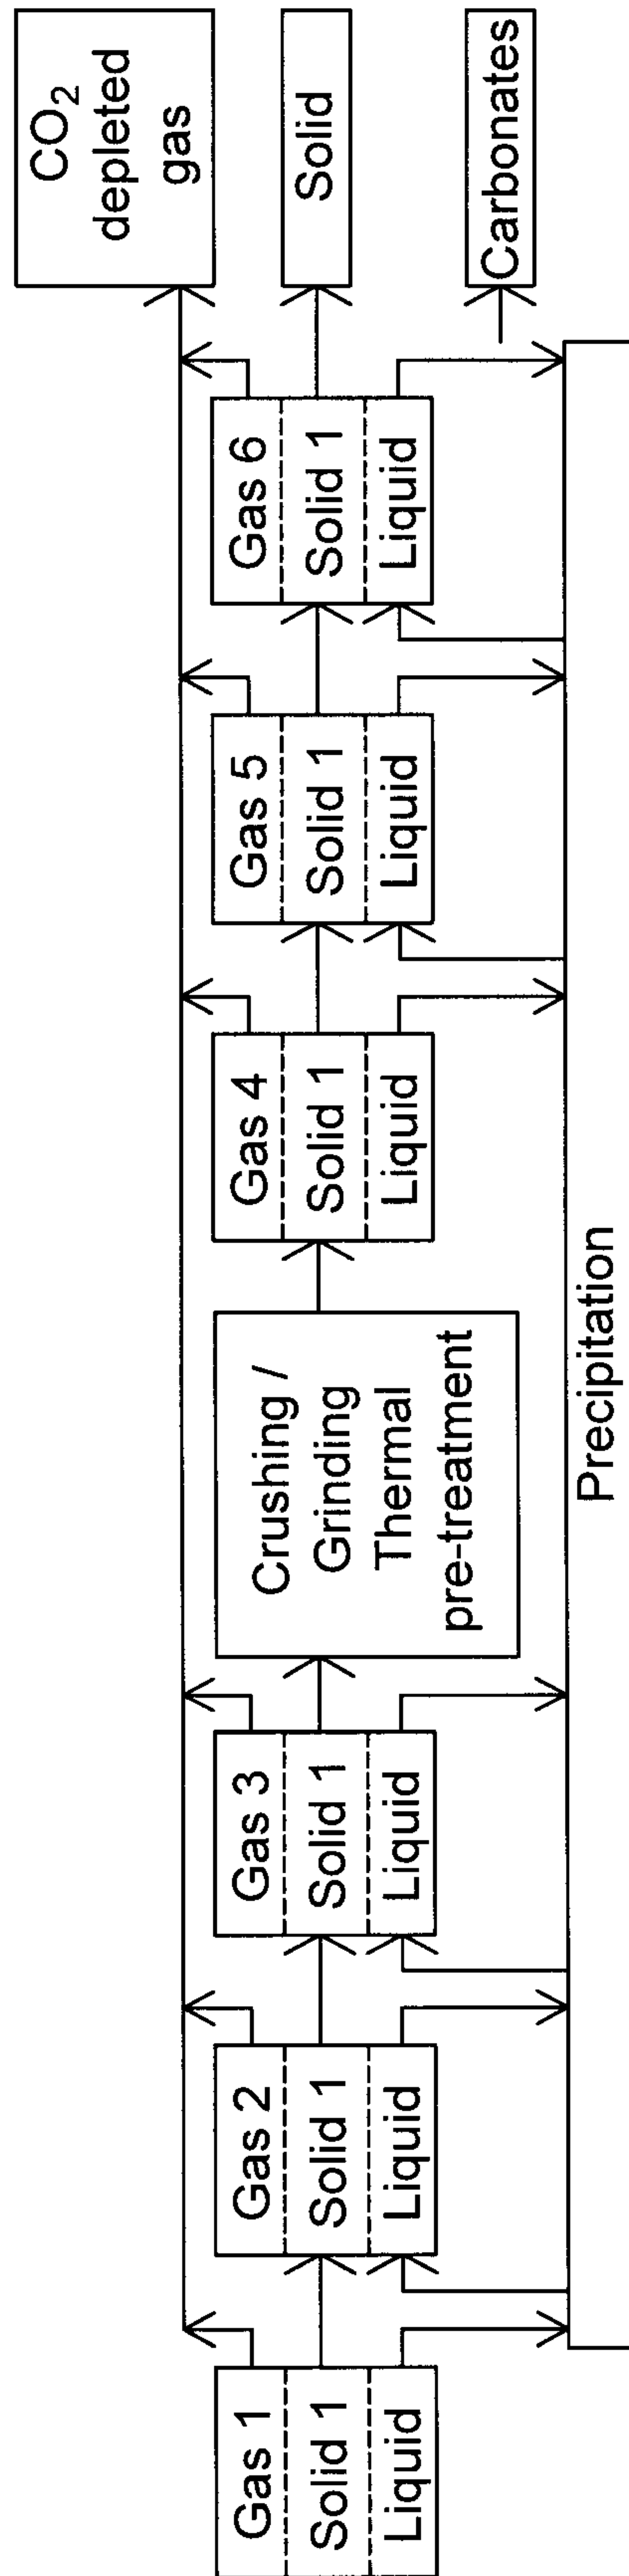 Gas 1
Solid 1
Liquid
Gas 2
Solid 1
Liquid
Gas 3
Solid 1
Liquid
Crushing /
Grinding
Thermal
pre-treatment
Gas 4
Solid 1
Liquid
Gas 5
Solid 1
Liquid
Gas 6
Solid 1
Liquid
CO₂
depleted
gas
Solid
Carbonates
Precipitation